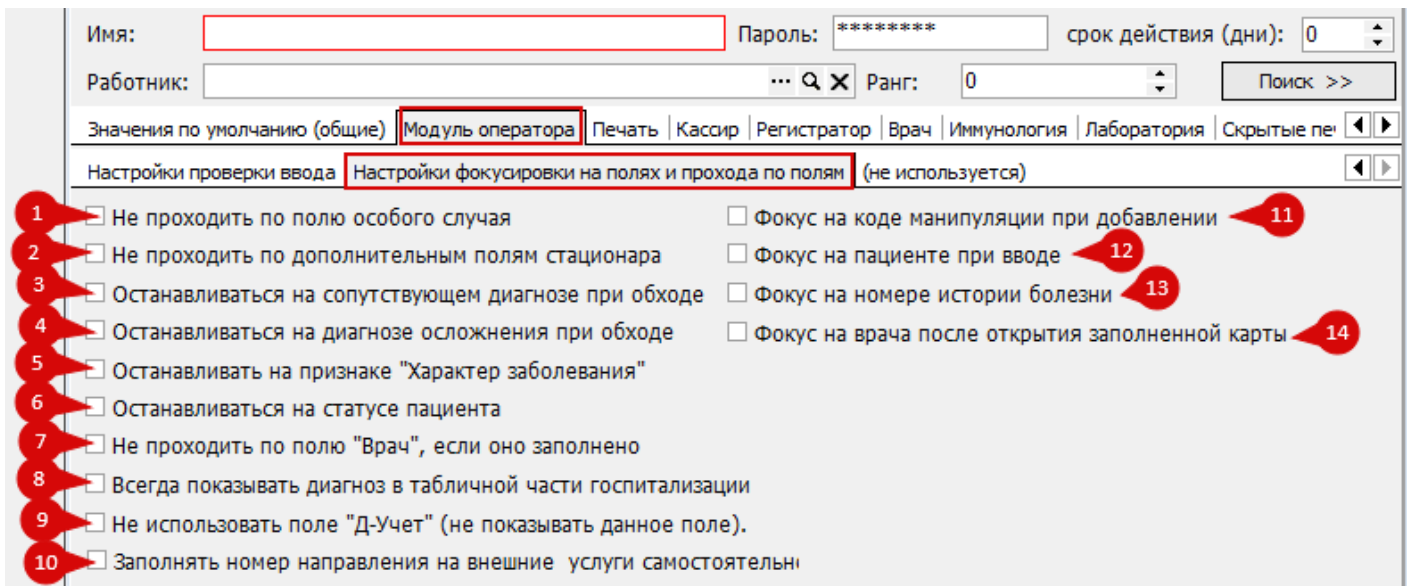 Имя: Пароль: ******** срок действия (дни): 0
Работник: ... Ранг: 0 Поиск >>
Значения по умолчанию (общие) Модуль оператора Печать Кассир Регистратор Врач Иммунология Лаборатория Скрытые пе
Настройки проверки ввода Настройки фокусировки на полях и прохода по полям (не используется)
1 Не проходить по полю особого случая Фокус на коде манипуляции при добавлении 11
2 Не проходить по дополнительным полям стационара Фокус на пациенте при вводе 12
3 Останавливаться на сопутствующем диагнозе при обходе Фокус на номере истории болезни 13
4 Останавливаться на диагнозе осложнения при обходе Фокус на врача после открытия заполненной карты 14
5 Останавливать на признаке "Характер заболевания"
6 Останавливаться на статусе пациента
7 Не проходить по полю "Врач", если оно заполнено
8 Всегда показывать диагноз в табличной части госпитализации
9 Не использовать поле "Д-Учет" (не показывать данное поле).
10 Заполнять номер направления на внешние услуги самостоятельн